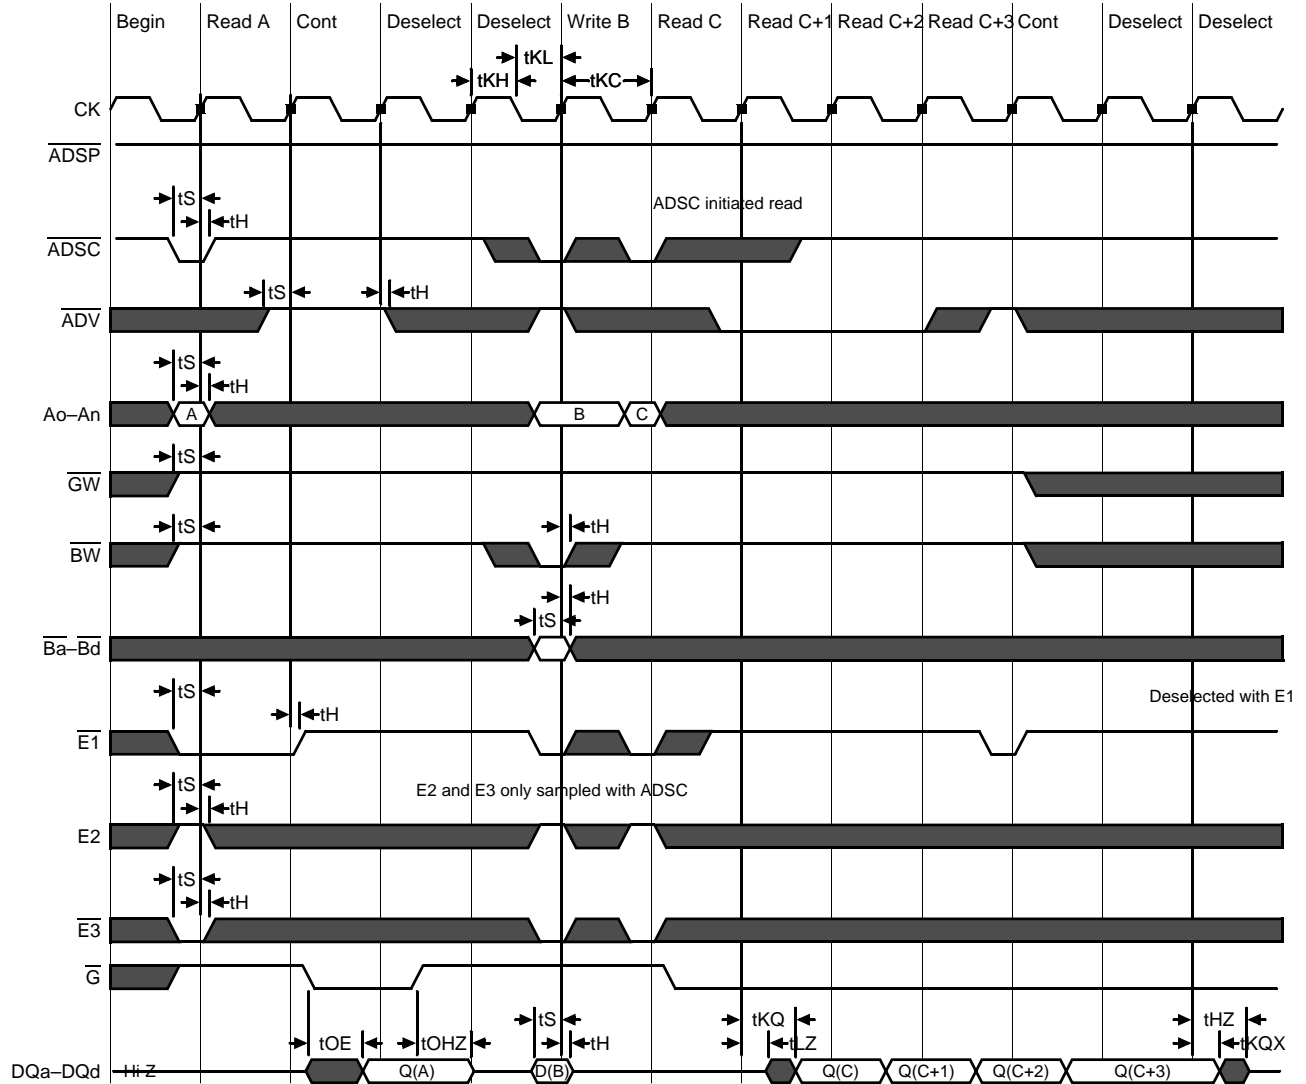 Begin Read A Cont Deselect Deselect Write B Read C Read C+1 Read C+2 Read C+3 Cont Deselect Deselect
tKL
tKH tKC
CK
ADSP
tS
ADSC initiated read
tH
ADSC
tS tH
ADV
tS
tH
Ao–An A B C
tS
GW
tS tH
BW
tH
tS
Ba–Bd
tS
Deselected with E1
tH
E1
tS
E2 and E3 only sampled with ADSC
tH
E2
tS
tH
E3
G
tS tKQ tHZ
tOE tOHZ tH tLZ tKQX
DQa–DQd Hi-Z Q(A) D(B) Q(C) Q(C+1) Q(C+2) Q(C+3)